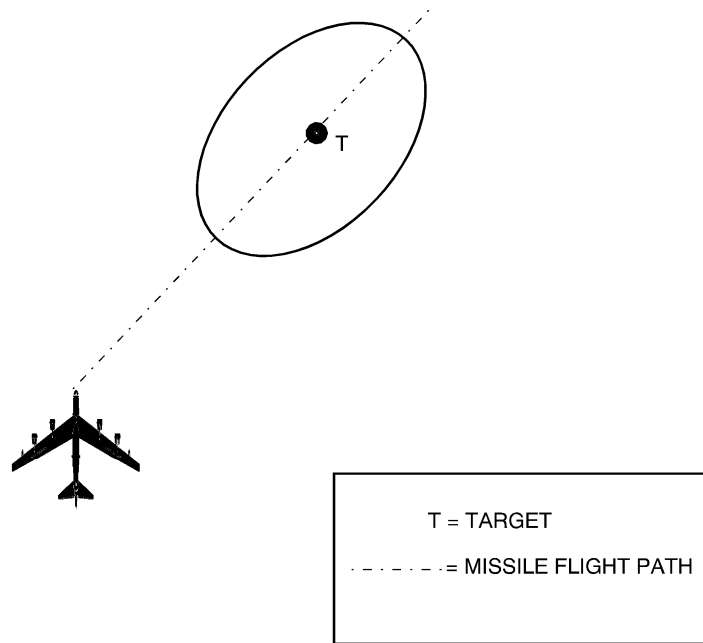 T
T = TARGET
= MISSILE FLIGHT PATH